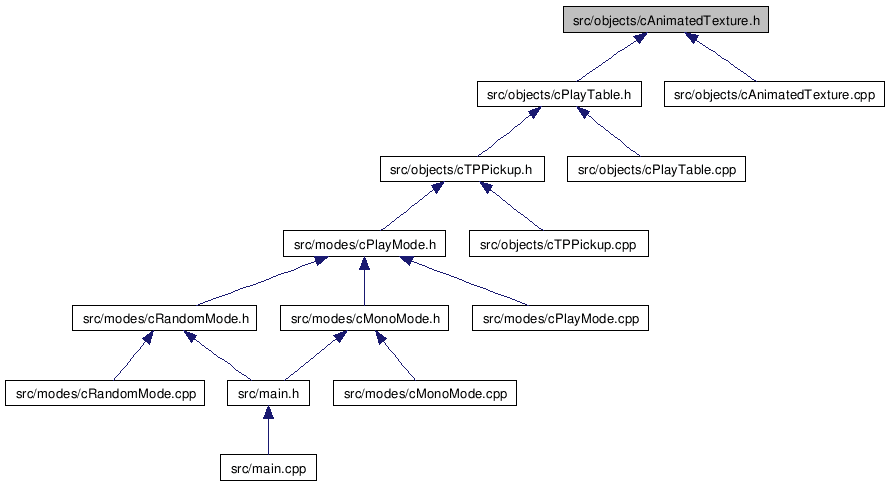 src/objects/cAnimatedTexture.h
src/objects/cPlayTable.h
src/objects/cAnimatedTexture.cpp
src/objects/cTPPickup.h
src/objects/cPlayTable.cpp
src/modes/cPlayMode.h
src/objects/cTPPickup.cpp
src/modes/cRandomMode.h
src/modes/cMonoMode.h
src/modes/cPlayMode.cpp
src/modes/cRandomMode.cpp
src/main.h
src/modes/cMonoMode.cpp
src/main.cpp